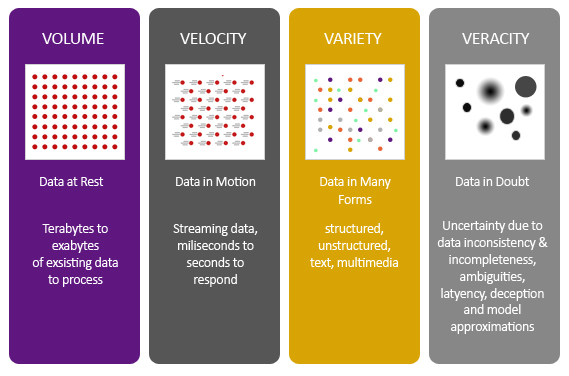 VOLUME
Data at Rest
Terabytes to
exabytes
of exsisting data
to process
VELOCITY
Data in Motion
Streaming data,
miliseconds to
seconds to
respond
VARIETY
Data in Many
Forms
structured,
unstructured,
text, multimedia
VERACITY
Data in Doubt
Uncertainty due to
data inconsistency &
incompleteness,
ambiguities,
latyency, deception
and model
approximations